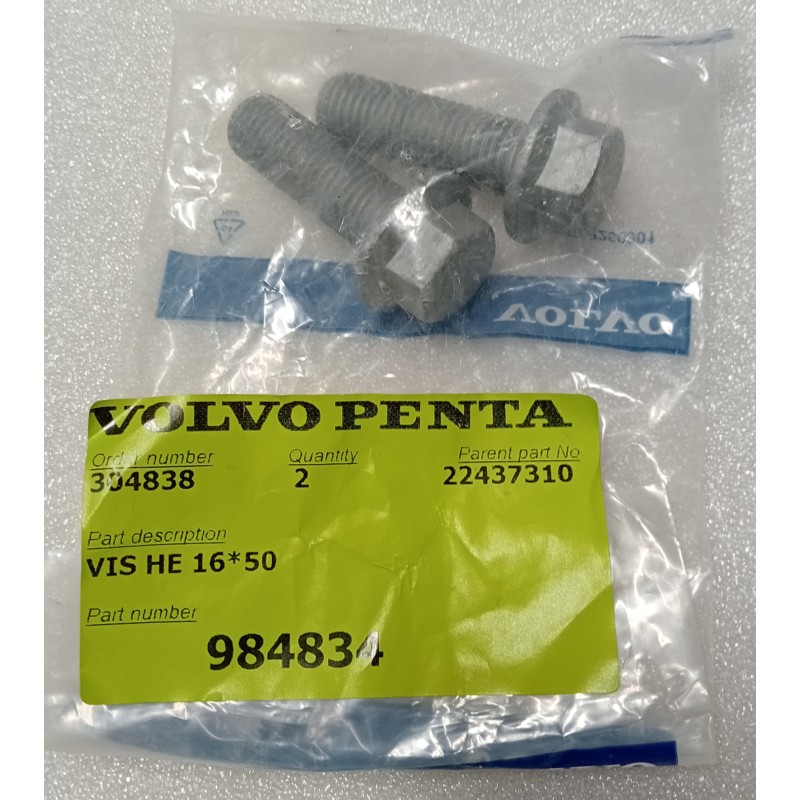 VOLVO
VOLVO PENTA
Order number Quantity Parent part No
304838 2 22437310
Part description
VIS HE 16*50
Part number
984834